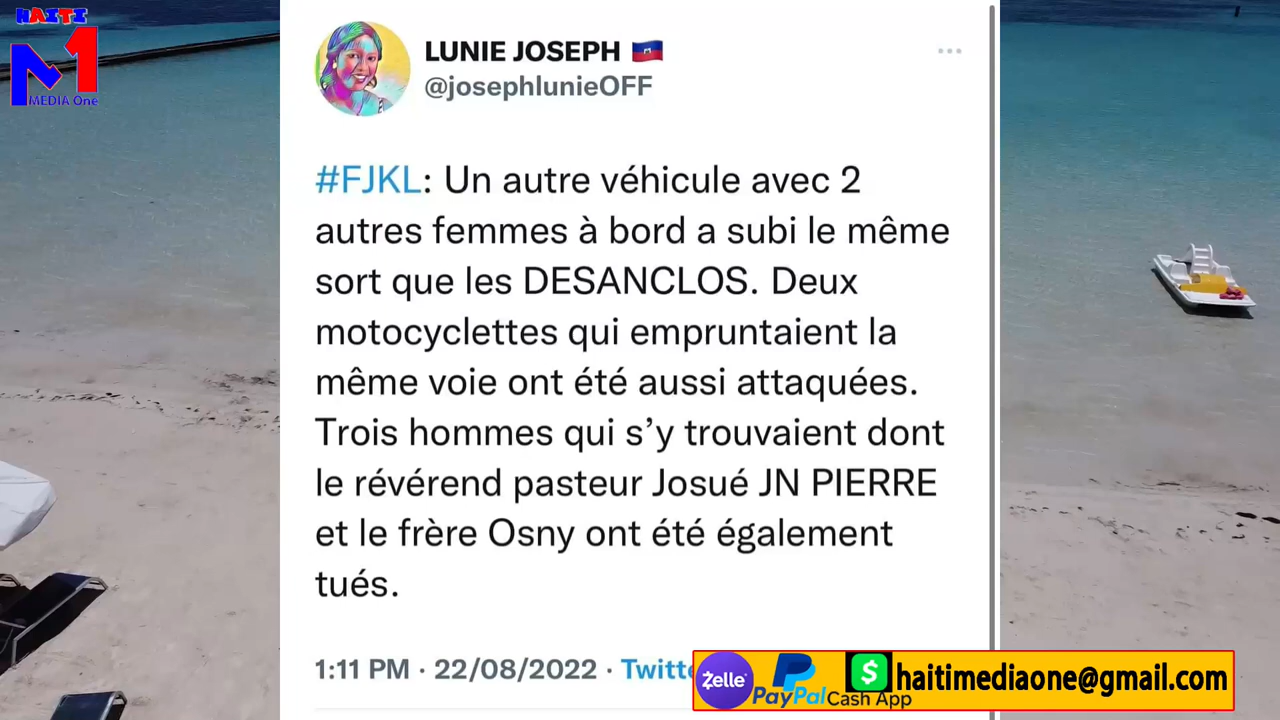 HAITI
M1
MEDIA One
LUNIE JOSEPH
@josephlunieOFF
#FJKL: Un autre véhicule avec 2
autres femmes à bord a subi le même
sort que les DESANCLOS. Deux
motocyclettes qui empruntaient la
même voie ont été aussi attaquées.
Trois hommes qui s’y trouvaient dont
le révérend pasteur Josué JN PIERRE
et le frère Osny ont été également
tués.
1:11 PM · 22/08/2022 · Twitte
Zelle PayPal $ Cash App haitimediaone@gmail.com